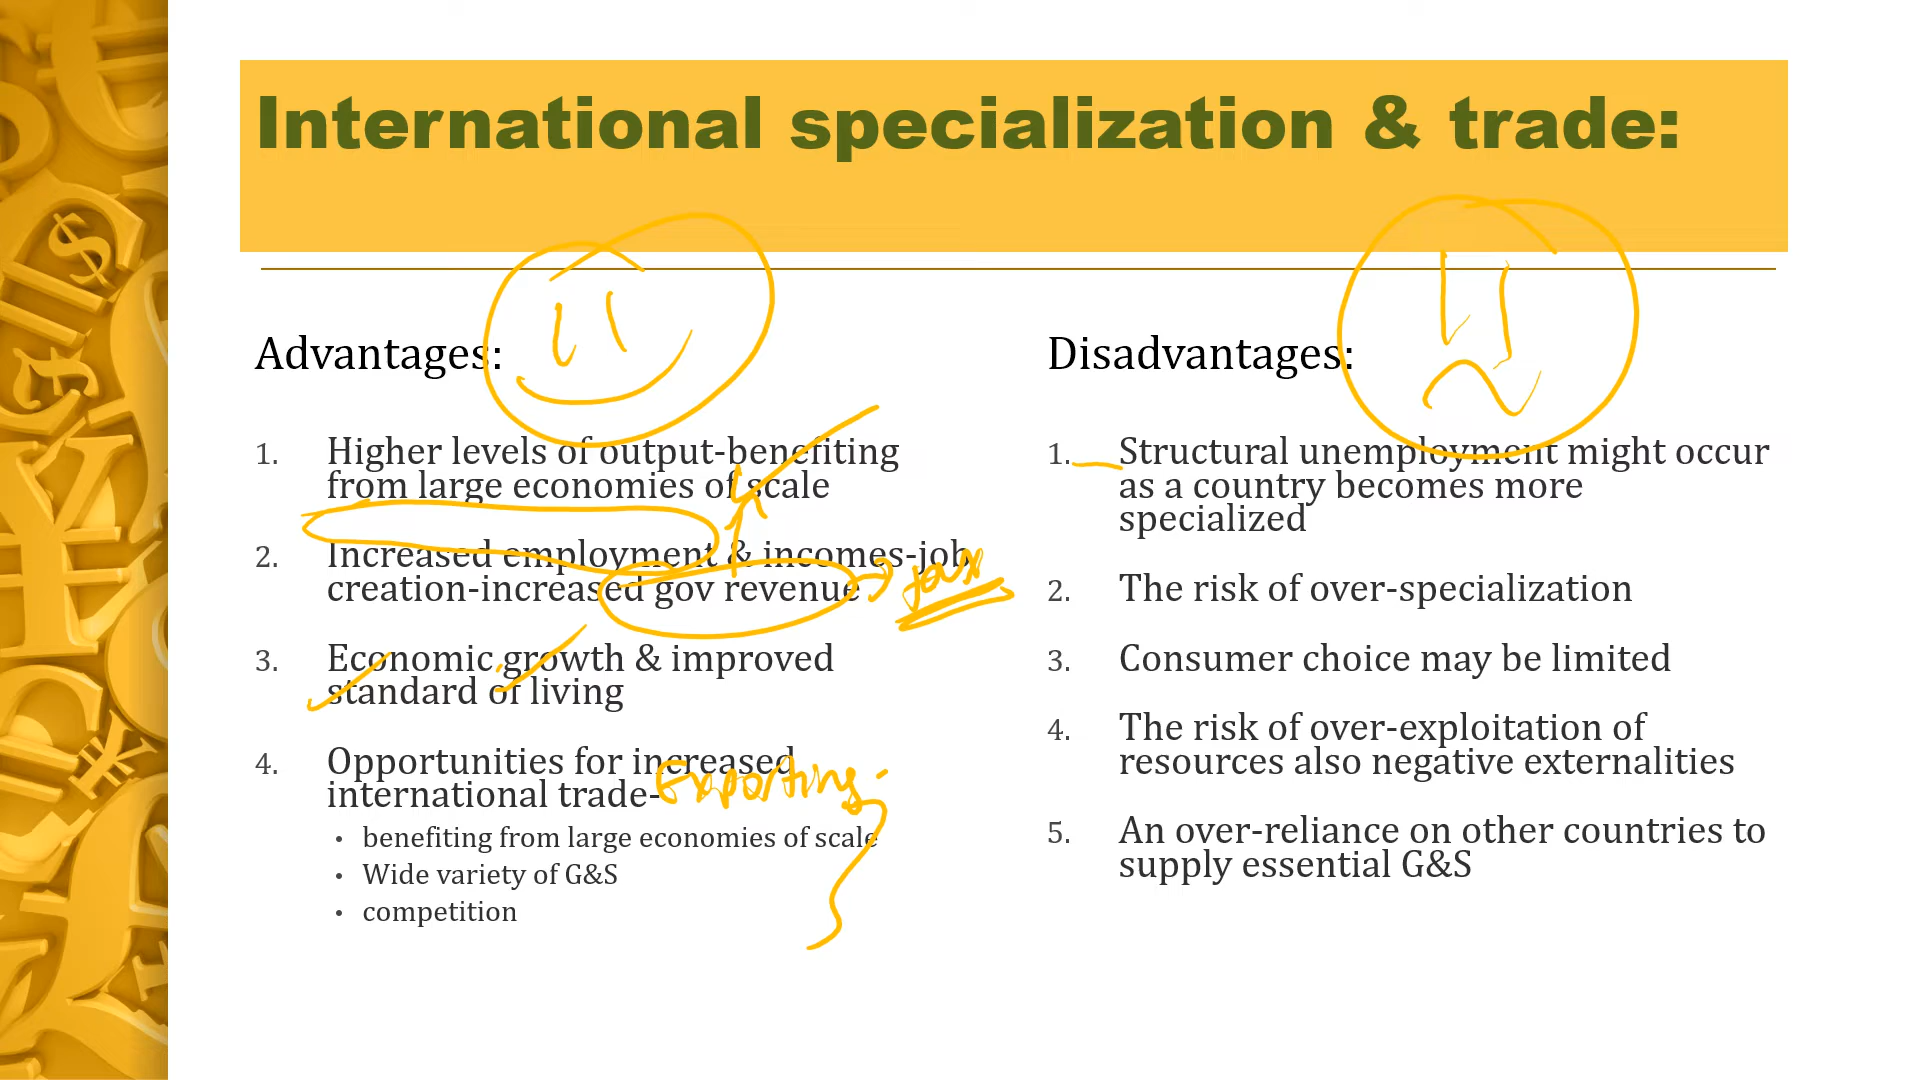 International specialization & trade:
Advantages:
1. Higher levels of output-benefiting
from large economies of scale
2. Increased employment & incomes-job
creation-increased gov revenue
tax
3. Economic growth & improved
standard of living
4. Opportunities for increased
international trade-
Exporting
• benefiting from large economies of scale
• Wide variety of G&S
• competition
Disadvantages:
1. Structural unemployment might occur
as a country becomes more
specialized
2. The risk of over-specialization
3. Consumer choice may be limited
4. The risk of over-exploitation of
resources also negative externalities
5. An over-reliance on other countries to
supply essential G&S